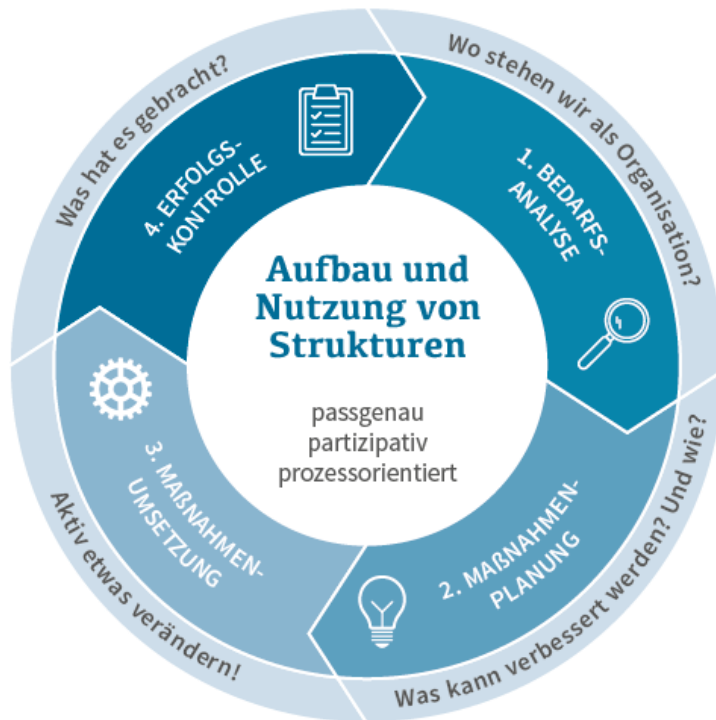 Aufbau und
Nutzung von
Strukturen
passgenau
partizipativ
prozessorientiert
Wo stehen wir als Organisation?
1. BEDARFS-
ANALYSE
Was kann verbessert werden? Und wie?
2. MAßNAHMEN-
PLANUNG
Aktiv etwas verändern!
3. MAßNAHMEN-
UMSETZUNG
Was hat es gebracht?
4. ERFOLGS-
KONTROLLE